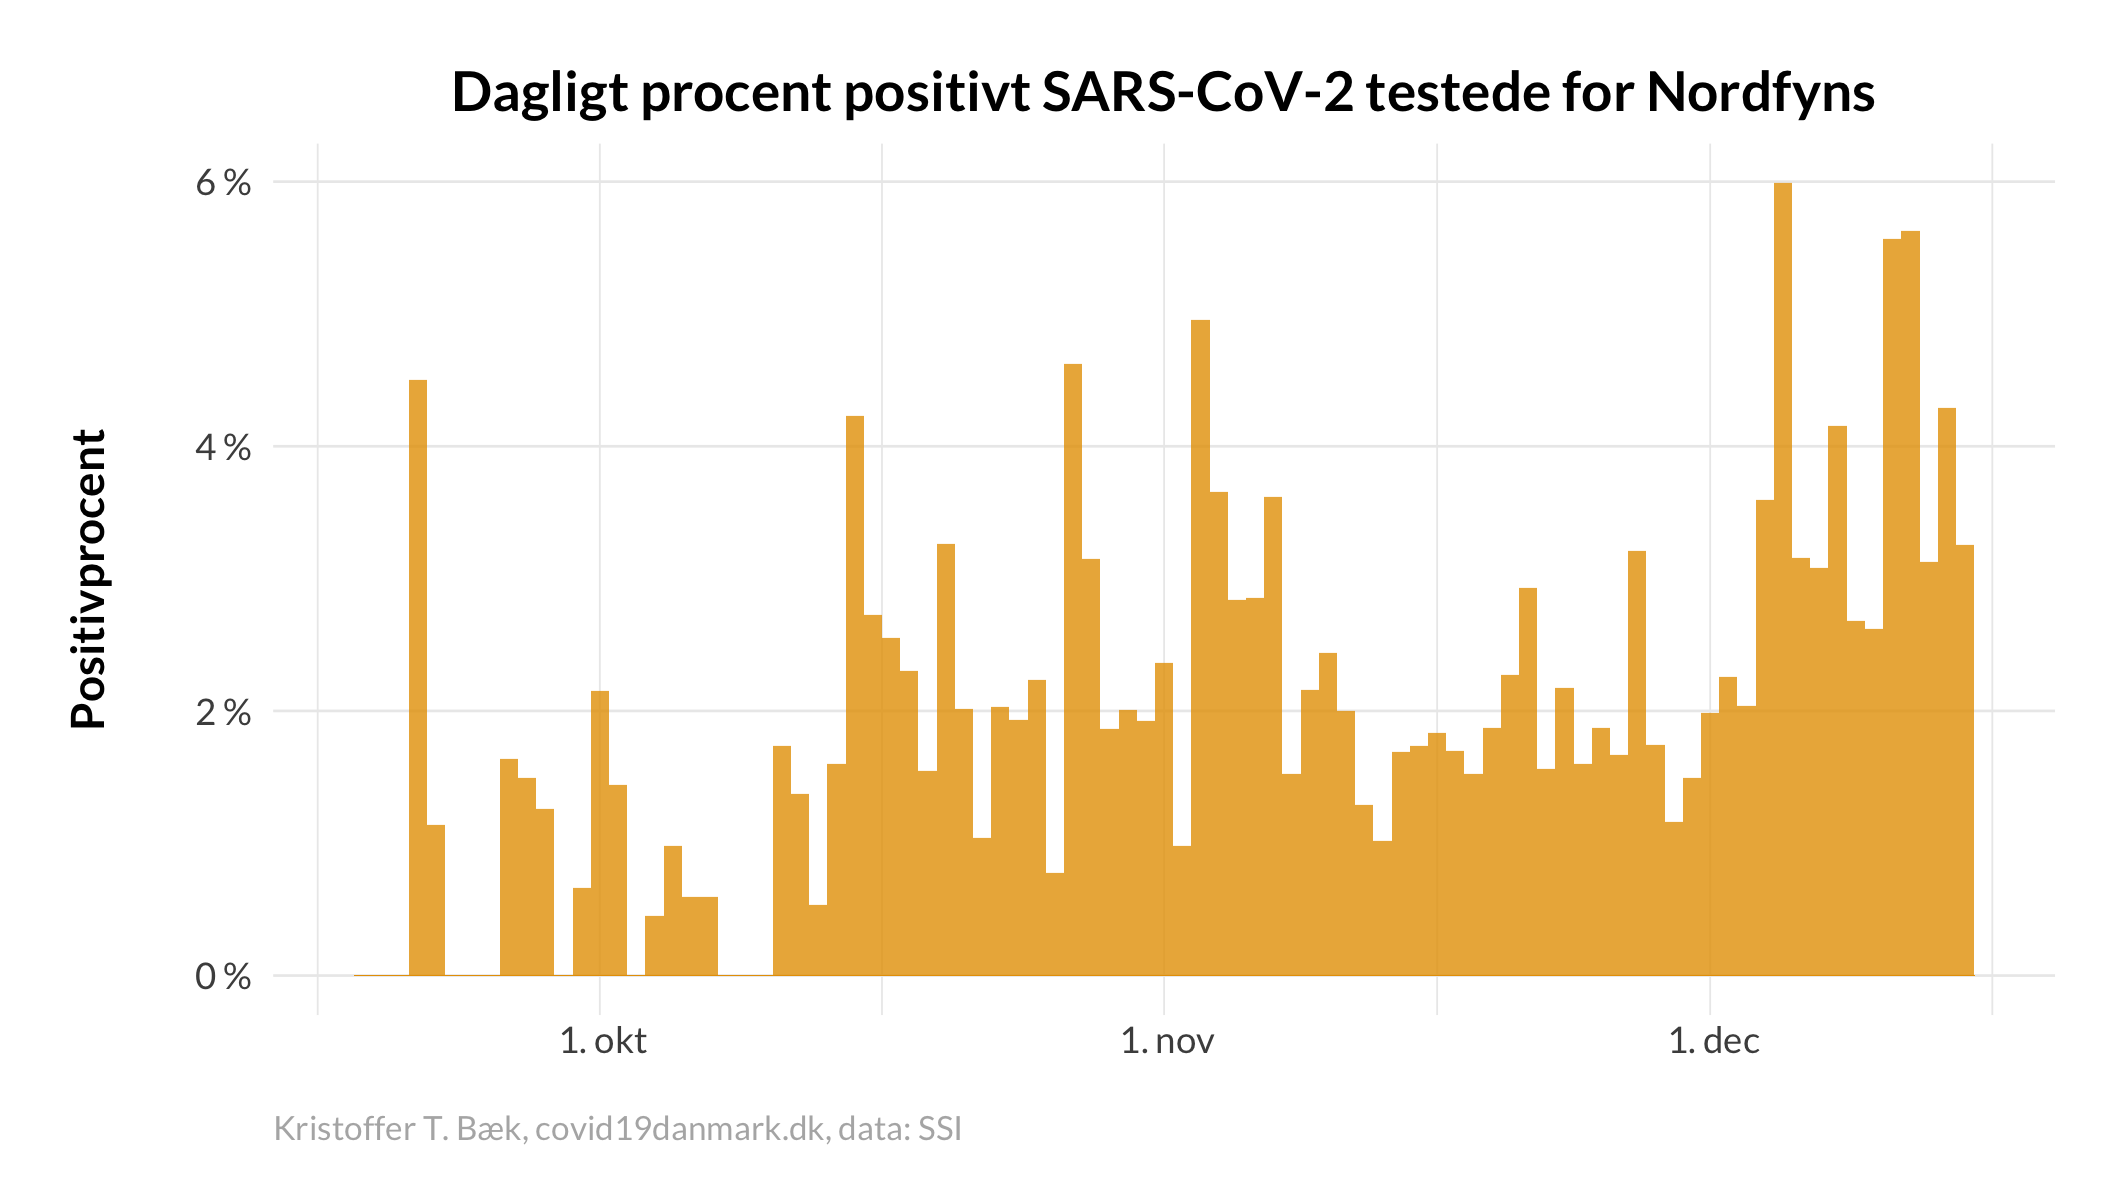 Dagligt procent positivt SARS-CoV-2 testede for Nordfyns
Positivprocent
6 %
4 %
2 %
0 %
1. okt
1. nov
1. dec
Kristoffer T. Bæk, covid19danmark.dk, data: SSI